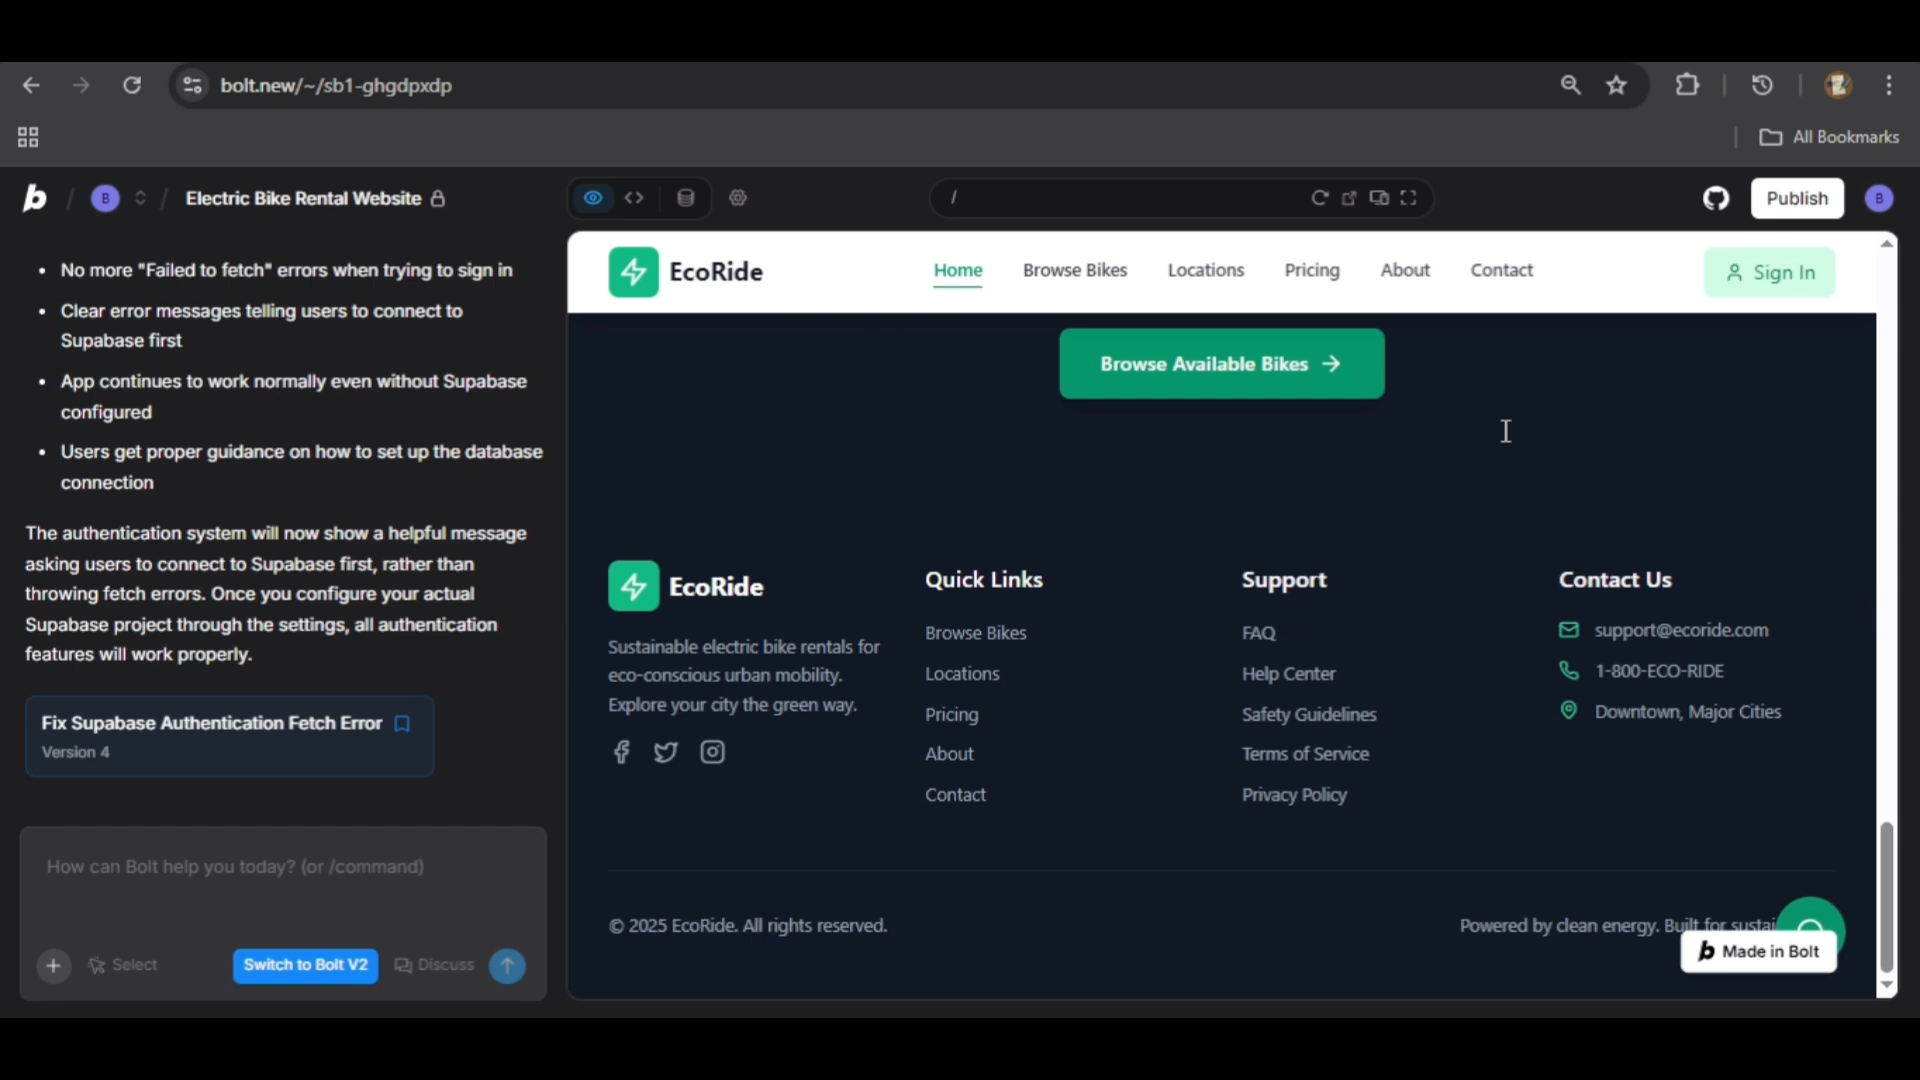 bolt.new/~/sb1-ghgdpxdp
All Bookmarks
b / B / Electric Bike Rental Website
/
Publish
B
• No more "Failed to fetch" errors when trying to sign in
• Clear error messages telling users to connect to
Supabase first
• App continues to work normally even without Supabase
configured
• Users get proper guidance on how to set up the database
connection
The authentication system will now show a helpful message
asking users to connect to Supabase first, rather than
throwing fetch errors. Once you configure your actual
Supabase project through the settings, all authentication
features will work properly.
Fix Supabase Authentication Fetch Error
Version 4
How can Bolt help you today? (or /command)
Select
Switch to Bolt V2
Discuss
EcoRide
Home
Browse Bikes
Locations
Pricing
About
Contact
Sign In
Browse Available Bikes →
EcoRide
Sustainable electric bike rentals for
eco-conscious urban mobility.
Explore your city the green way.
Quick Links
Browse Bikes
Locations
Pricing
About
Contact
Support
FAQ
Help Center
Safety Guidelines
Terms of Service
Privacy Policy
Contact Us
support@ecoride.com
1-800-ECO-RIDE
Downtown, Major Cities
© 2025 EcoRide. All rights reserved.
Powered by clean energy. Built for sustai
b Made in Bolt